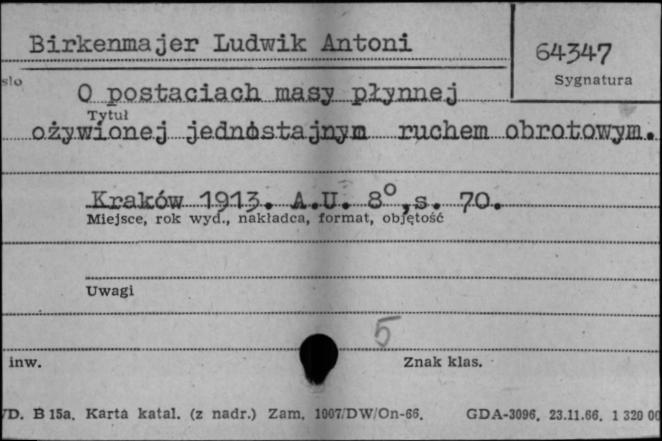 Birkenmajer Ludwik Antoni
64347
Sygnatura
sło
O postaciach masy płynnej
Tytuł
ożywionej jednostajnym ruchem obrotowym.
Kraków 1913. A.U. 8°,s. 70.
Miejsce, rok wyd., nakładca, format, objętość
Uwagi
5
inw.
Znak klas.
D. B 15a. Karta katal. (z nadr.) Zam. 1007/DW/On-66. GDA-3096. 23.11.66. 1 320 00